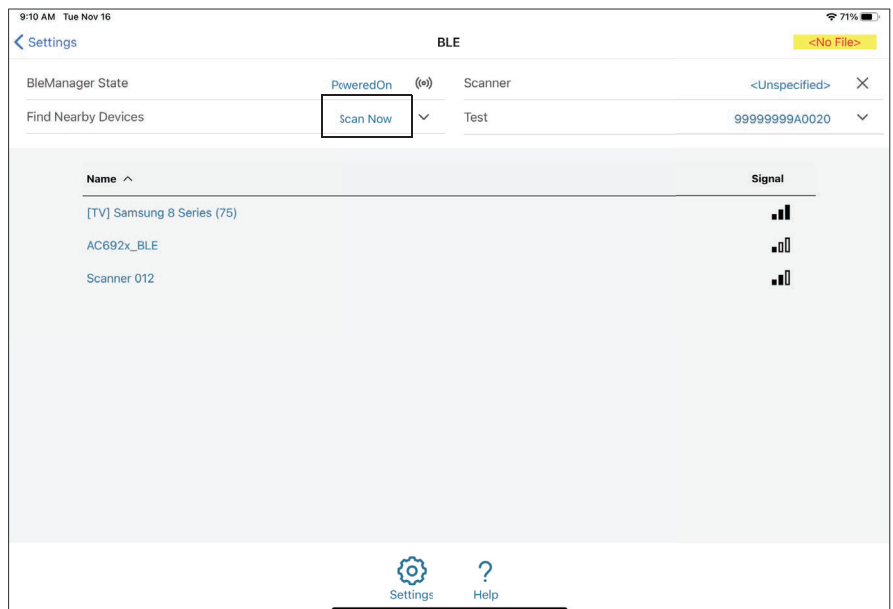 9:10 AM Tue Nov 16 71%
Settings BLE <No File>
BleManager State PoweredOn Scanner <Unspecified>
Find Nearby Devices Scan Now Test 99999999A0020
Name Signal
[TV] Samsung 8 Series (75)
AC692x_BLE
Scanner 012
Settings Help